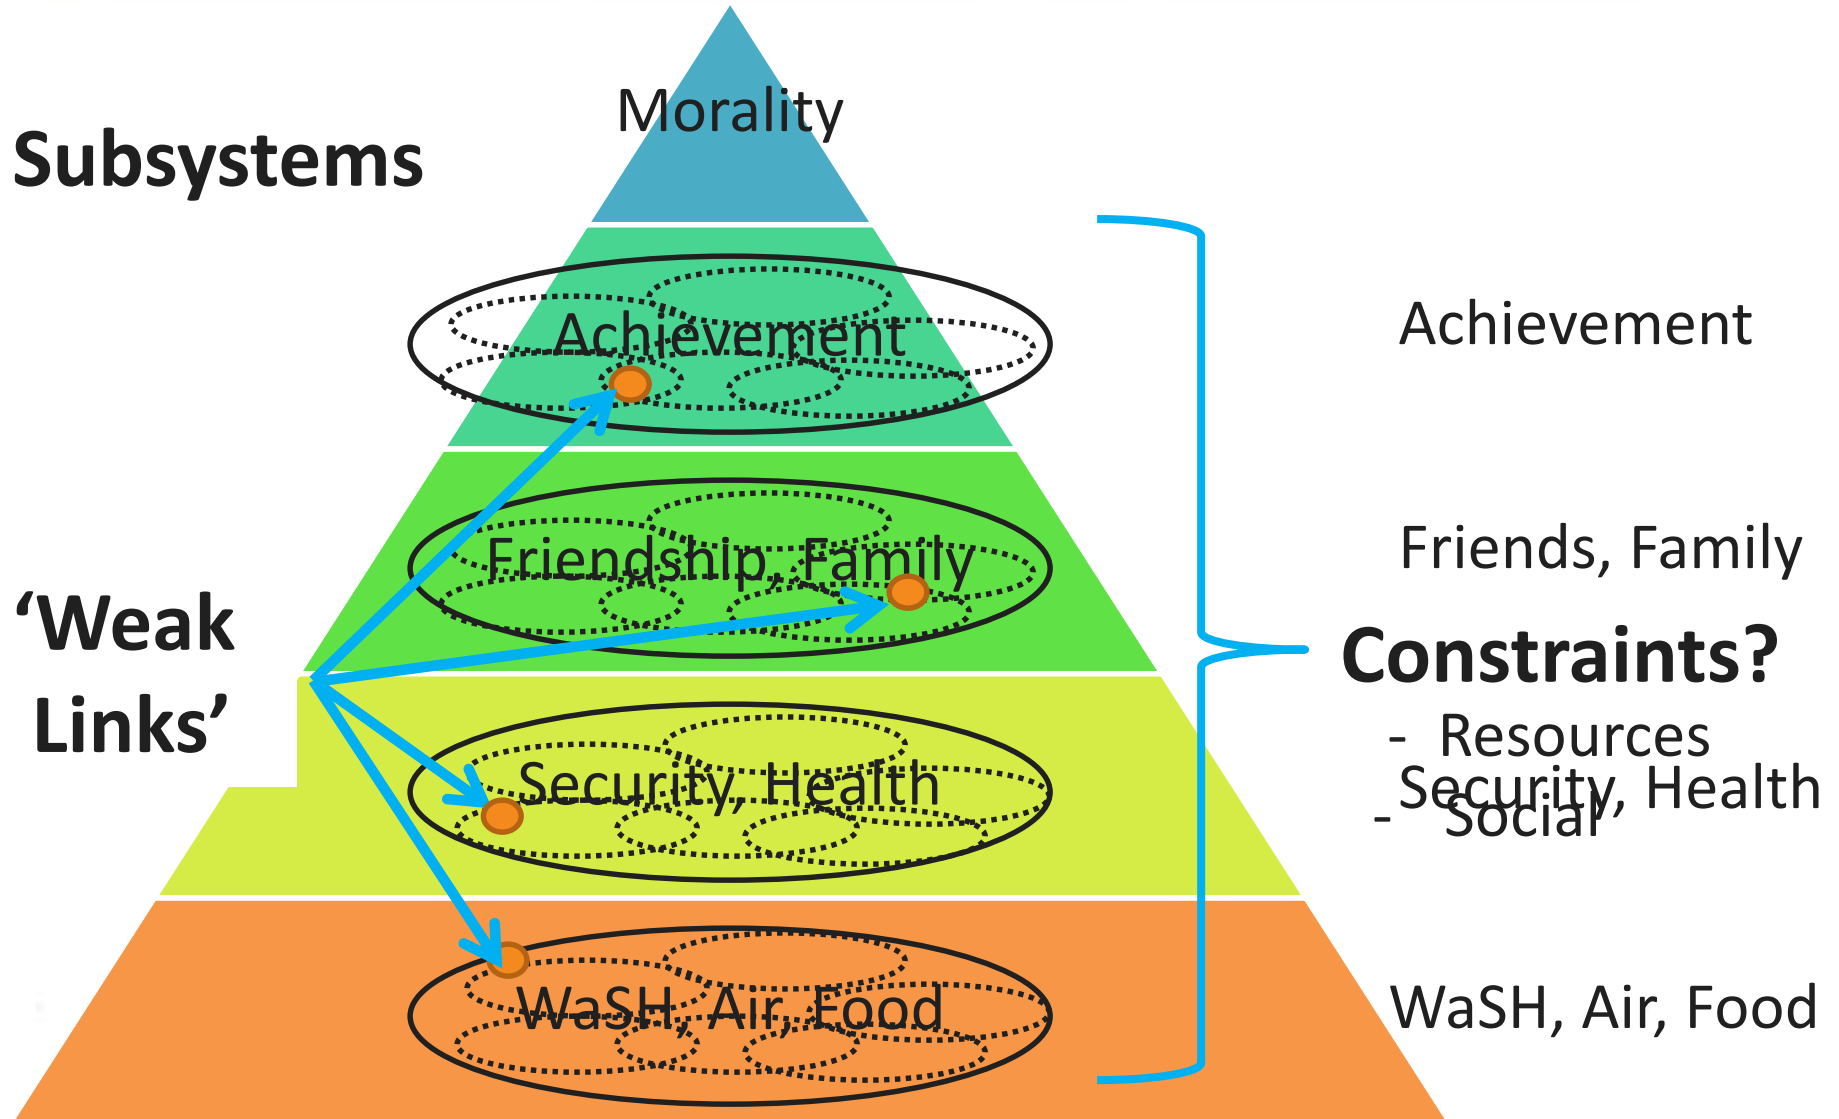 Morality
Subsystems
Achievement
Achievement
Friendship, Family
Friends, Family
‘Weak
Links’
Constraints?
- Resources
Security, Health
Security, Health
- Social
WaSH, Air, Food
WaSH, Air, Food